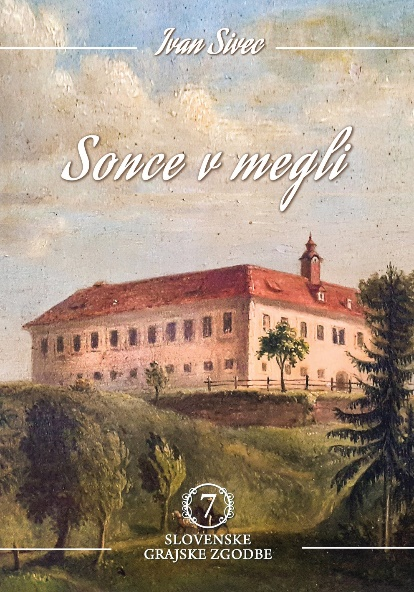 Ivan Sivec
Sonce v megli
7
SLOVENSKE
GRAJSKE ZGODBE